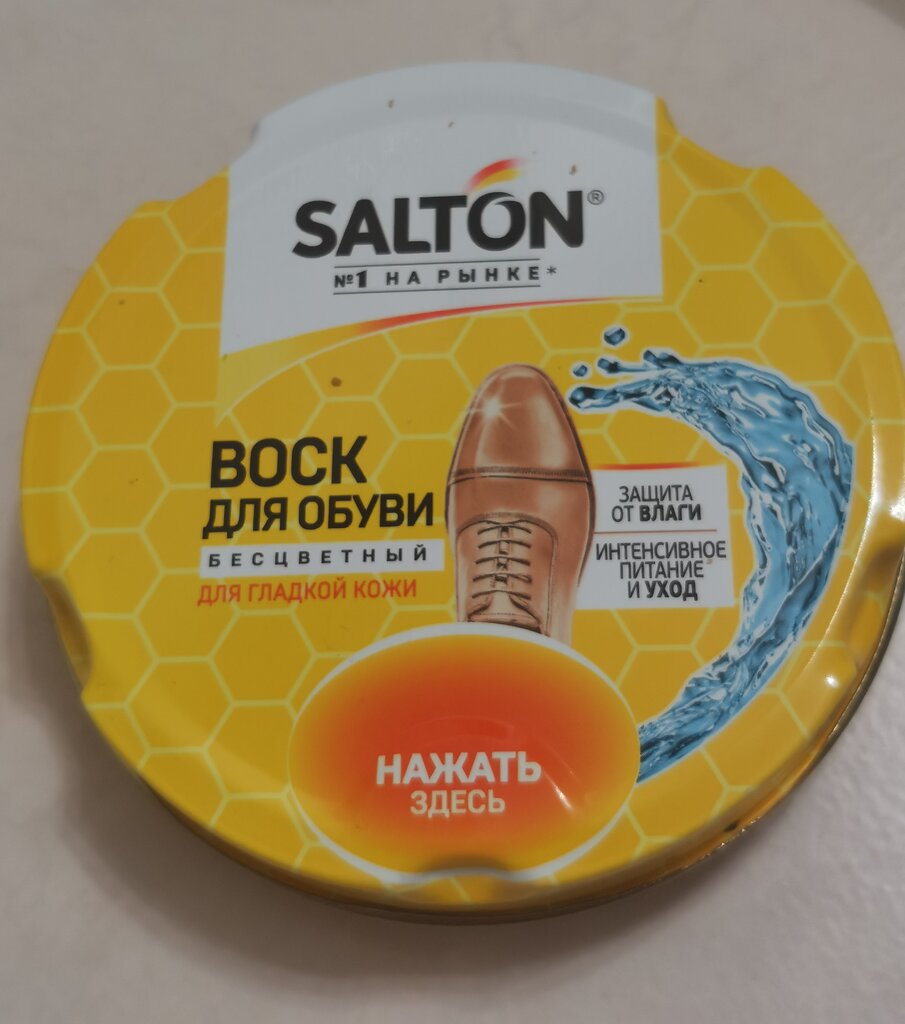 SALTON®
№1 НА РЫНКЕ*
ВОСК
ДЛЯ ОБУВИ
БЕСЦВЕТНЫЙ
ДЛЯ ГЛАДКОЙ КОЖИ
ЗАЩИТА
ОТ ВЛАГИ
ИНТЕНСИВНОЕ
ПИТАНИЕ
И УХОД
НАЖАТЬ
ЗДЕСЬ